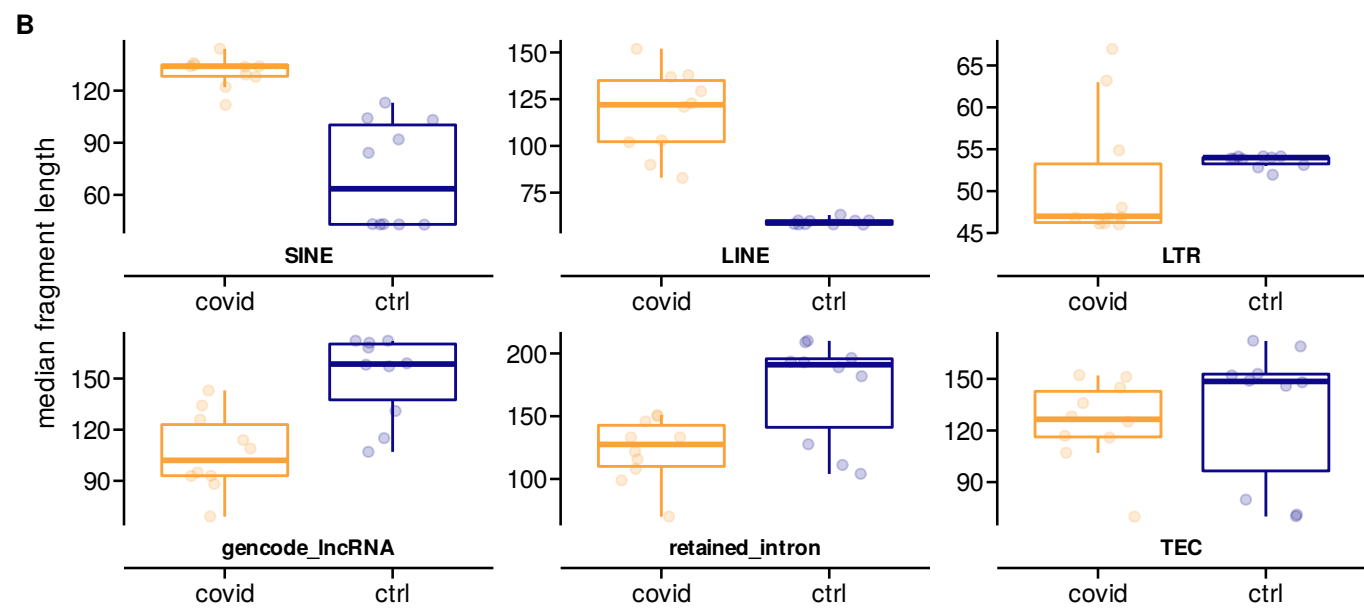 B
median fragment length
120
90
60
SINE
covid ctrl
150
125
100
75
LINE
covid ctrl
65
60
55
50
45
LTR
covid ctrl
150
120
90
gencode_lncRNA
covid ctrl
200
150
100
retained_intron
covid ctrl
150
120
90
TEC
covid ctrl